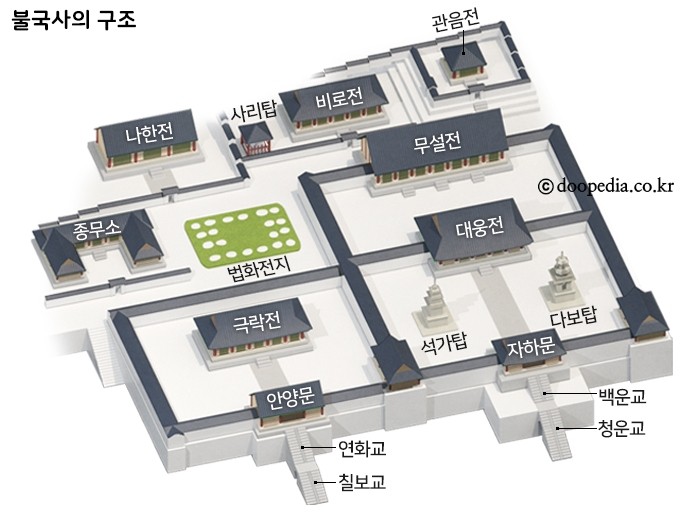 불국사의 구조
관음전
사리탑
비로전
나한전
무설전
ⓒ doopedia.co.kr
종무소
대웅전
법화전지
극락전
석가탑
다보탑
자하문
안양문
백운교
청운교
연화교
칠보교